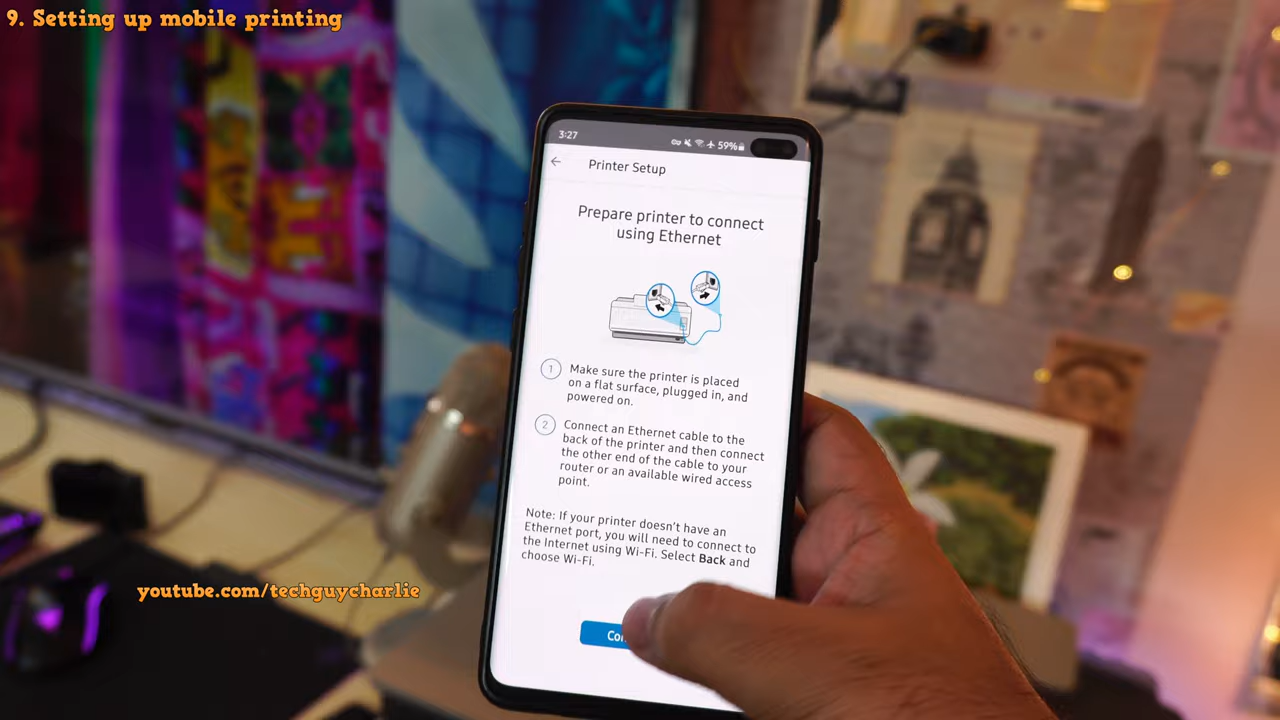 9. Setting up mobile printing
3:27
59%
Printer Setup
Prepare printer to connect
using Ethernet
1 Make sure the printer is placed
on a flat surface, plugged in, and
powered on.
2 Connect an Ethernet cable to the
back of the printer and then connect
the other end of the cable to your
router or an available wired access
point.
Note: If your printer doesn't have an
Ethernet port, you will need to connect to
the Internet using Wi-Fi. Select Back and
choose Wi-Fi.
youtube.com/techguycharlie